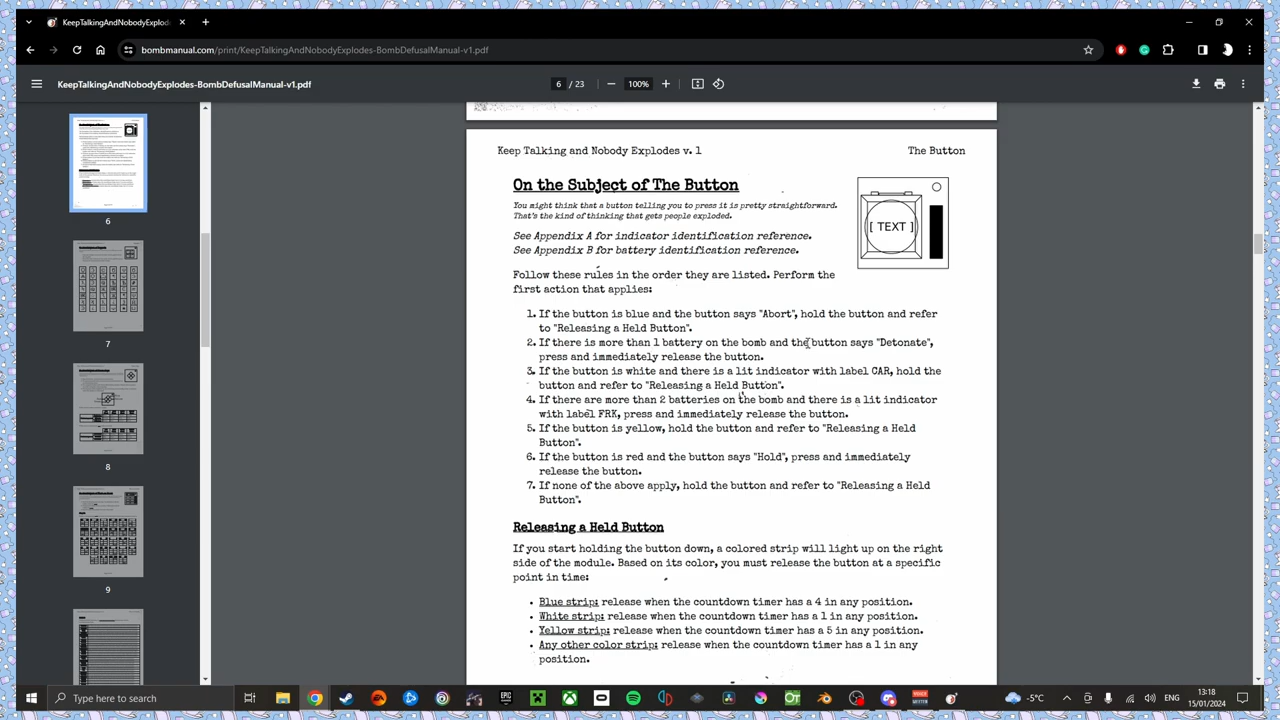 KeepTalkingAndNobodyExplod
bombmanual.com/print/KeepTalkingAndNobodyExplodes-BombDefusalManual-v1.pdf
KeepTalkingAndNobodyExplodes-BombDefusalManual-v1.pdf
6 / 23
100%
Keep Talking and Nobody Explodes v. 1
The Button
On the Subject of The Button
You might think that a button telling you to press it is pretty straightforward.
That's the kind of thinking that gets people exploded.
[ TEXT ]
See Appendix A for indicator identification reference.
See Appendix B for battery identification reference.
Follow these rules in the order they are listed. Perform the
first action that applies:
1. If the button is blue and the button says "Abort", hold the button and refer
to "Releasing a Held Button".
2. If there is more than 1 battery on the bomb and the button says "Detonate",
press and immediately release the button.
3. If the button is white and there is a lit indicator with label CAR, hold the
button and refer to "Releasing a Held Button".
4. If there are more than 2 batteries on the bomb and there is a lit indicator
with label FRK, press and immediately release the button.
5. If the button is yellow, hold the button and refer to "Releasing a Held
Button".
6. If the button is red and the button says "Hold", press and immediately
release the button.
7. If none of the above apply, hold the button and refer to "Releasing a Held
Button".
Releasing a Held Button
If you start holding the button down, a colored strip will light up on the right
side of the module. Based on its color, you must release the button at a specific
point in time:
• Blue strip: release when the countdown timer has a 4 in any position.
• White strip: release when the countdown timer has a 1 in any position.
• Yellow strip: release when the countdown timer has a 5 in any position.
• Any other color strip: release when the countdown timer has a 1 in any
position.
6
7
8
9
Type here to search
EPIC
-5°C
ENG
13:18
15/01/2024